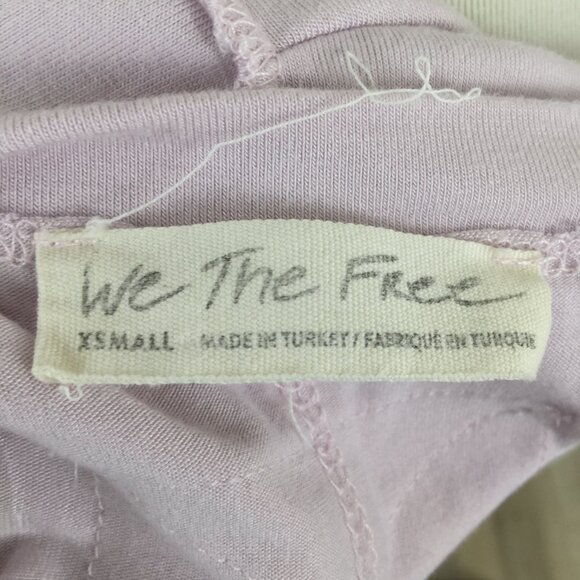 We The Free
XSMALL MADE IN TURKEY / FABRIQUÉ EN TURQUIE